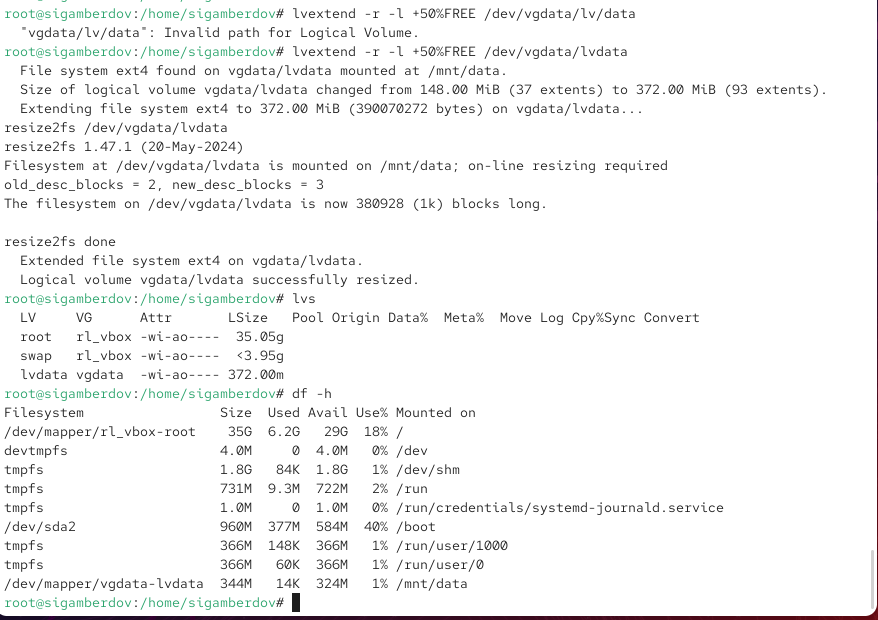 root@sigamberdov:/home/sigamberdov# lvextend -r -l +50%FREE /dev/vgdata/lv/data
  "vgdata/lv/data": Invalid path for Logical Volume.
root@sigamberdov:/home/sigamberdov# lvextend -r -l +50%FREE /dev/vgdata/lvdata
  File system ext4 found on vgdata/lvdata mounted at /mnt/data.
  Size of logical volume vgdata/lvdata changed from 148.00 MiB (37 extents) to 372.00 MiB (93 extents).
  Extending file system ext4 to 372.00 MiB (390070272 bytes) on vgdata/lvdata...
resize2fs /dev/vgdata/lvdata
resize2fs 1.47.1 (20-May-2024)
Filesystem at /dev/vgdata/lvdata is mounted on /mnt/data; on-line resizing required
old_desc_blocks = 2, new_desc_blocks = 3
The filesystem on /dev/vgdata/lvdata is now 380928 (1k) blocks long.

resize2fs done
  Extended file system ext4 on vgdata/lvdata.
  Logical volume vgdata/lvdata successfully resized.
root@sigamberdov:/home/sigamberdov# lvs
  LV     VG      Attr       LSize   Pool Origin Data%  Meta%  Move Log Cpy%Sync Convert
  root   rl_vbox -wi-ao----  35.05g
  swap   rl_vbox -wi-ao----  <3.95g
  lvdata vgdata  -wi-ao---- 372.00m
root@sigamberdov:/home/sigamberdov# df -h
Filesystem                 Size  Used Avail Use% Mounted on
/dev/mapper/rl_vbox-root    35G  6.2G   29G  18% /
devtmpfs                   4.0M     0  4.0M   0% /dev
tmpfs                      1.8G   84K  1.8G   1% /dev/shm
tmpfs                      731M  9.3M  722M   2% /run
tmpfs                      1.0M     0  1.0M   0% /run/credentials/systemd-journald.service
/dev/sda2                  960M  377M  584M  40% /boot
tmpfs                      366M  148K  366M   1% /run/user/1000
tmpfs                      366M   60K  366M   1% /run/user/0
/dev/mapper/vgdata-lvdata  344M   14K  324M   1% /mnt/data
root@sigamberdov:/home/sigamberdov#